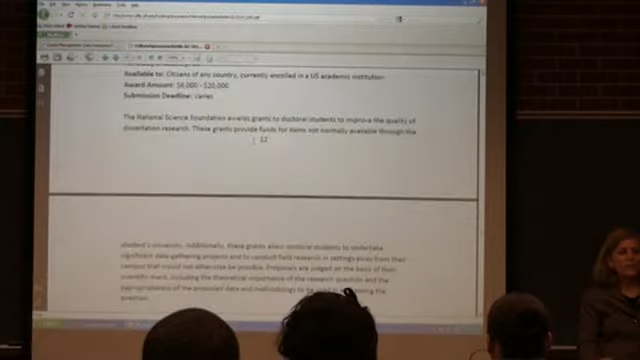 Available to: Citizens of any country, currently enrolled in a US academic institution
Award Amount: $6,000 - $20,000
Submission Deadline: Varies
The National Science Foundation awards grants to doctoral students to improve the quality of
dissertation research. These grants provide funds for items not normally available through the
12
student's university. Additionally, these grants allow doctoral students to undertake
significant data-gathering projects and to conduct field research in settings away from their
campus that would not otherwise be possible. Proposals are judged on the basis of their
scientific merit, including the theoretical importance of the research question and the
appropriateness of the proposed data and methodology to be used in addressing the
question.